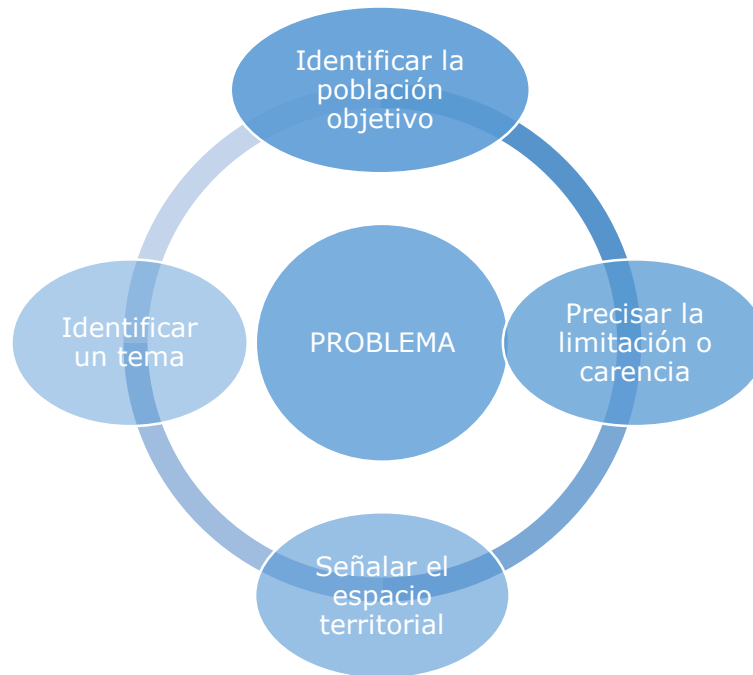 Identificar la
población
objetivo
Identificar
un tema
PROBLEMA
Precisar la
limitación o
carencia
Señalar el
espacio
territorial